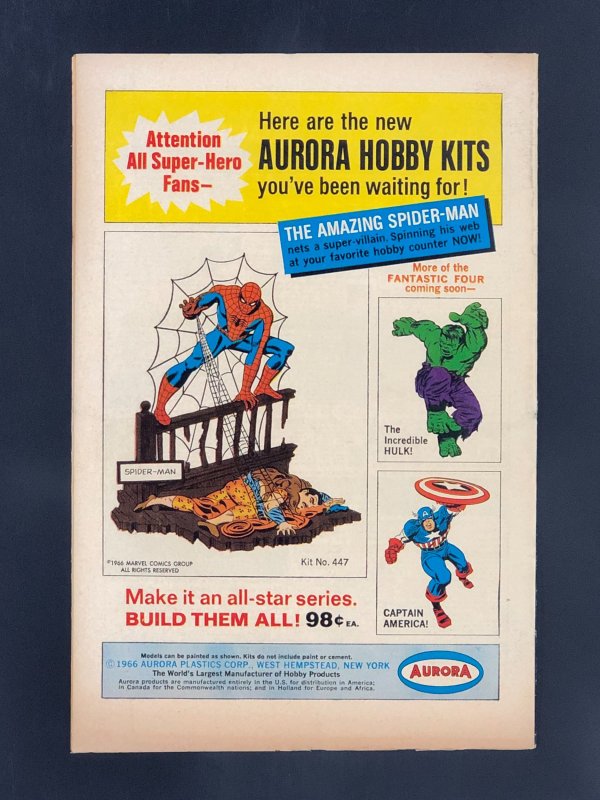 Attention
All Super-Hero
Fans—
Here are the new
AURORA HOBBY KITS
you've been waiting for!
THE AMAZING SPIDER-MAN
nets a super-villain. Spinning his web
at your favorite hobby counter NOW!
More of the
FANTASTIC FOUR
coming soon—
SPIDER-MAN
©1966 MARVEL COMICS GROUP
ALL RIGHTS RESERVED
Kit No. 447
The
Incredible
HULK!
CAPTAIN
AMERICA!
Make it an all-star series.
BUILD THEM ALL! 98¢ EA.
Models can be painted as shown. Kits do not include paint or cement.
© 1966 AURORA PLASTICS CORP., WEST HEMPSTEAD, NEW YORK
The World's Largest Manufacturer of Hobby Products
Aurora products are manufactured entirely in the U.S. for distribution in America;
in Canada for the Commonwealth nations; and in Holland for Europe and Africa.
AURORA